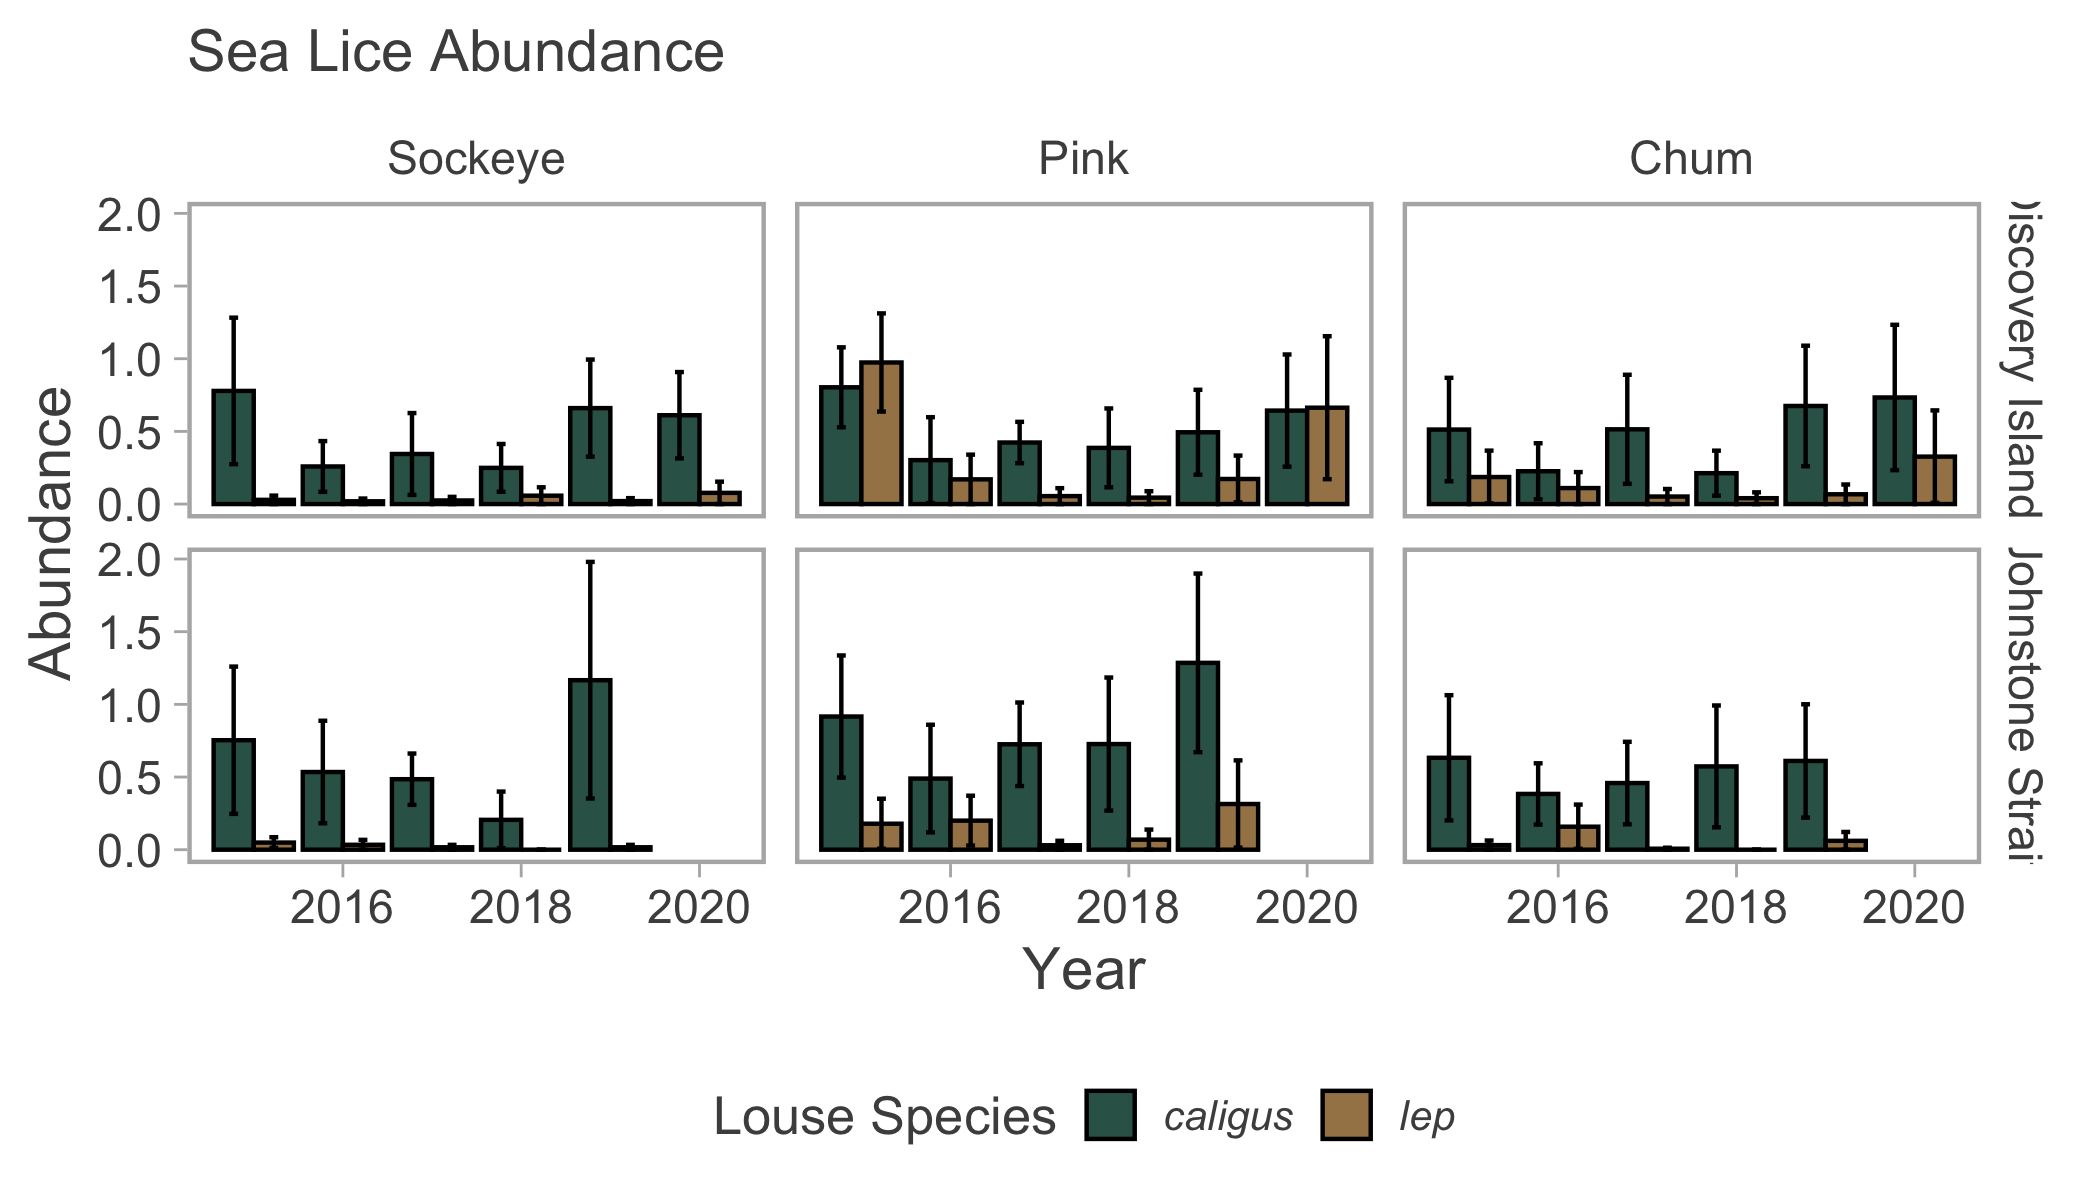 Sea Lice Abundance
Sockeye Pink Chum
2.0
1.5
1.0
0.5
0.0
Island
2.0
1.5
1.0
0.5
0.0
Johnstone
Abundance
2016 2018 2020 2016 2018 2020 2016 2018 2020
Year
Louse Species caligus lep